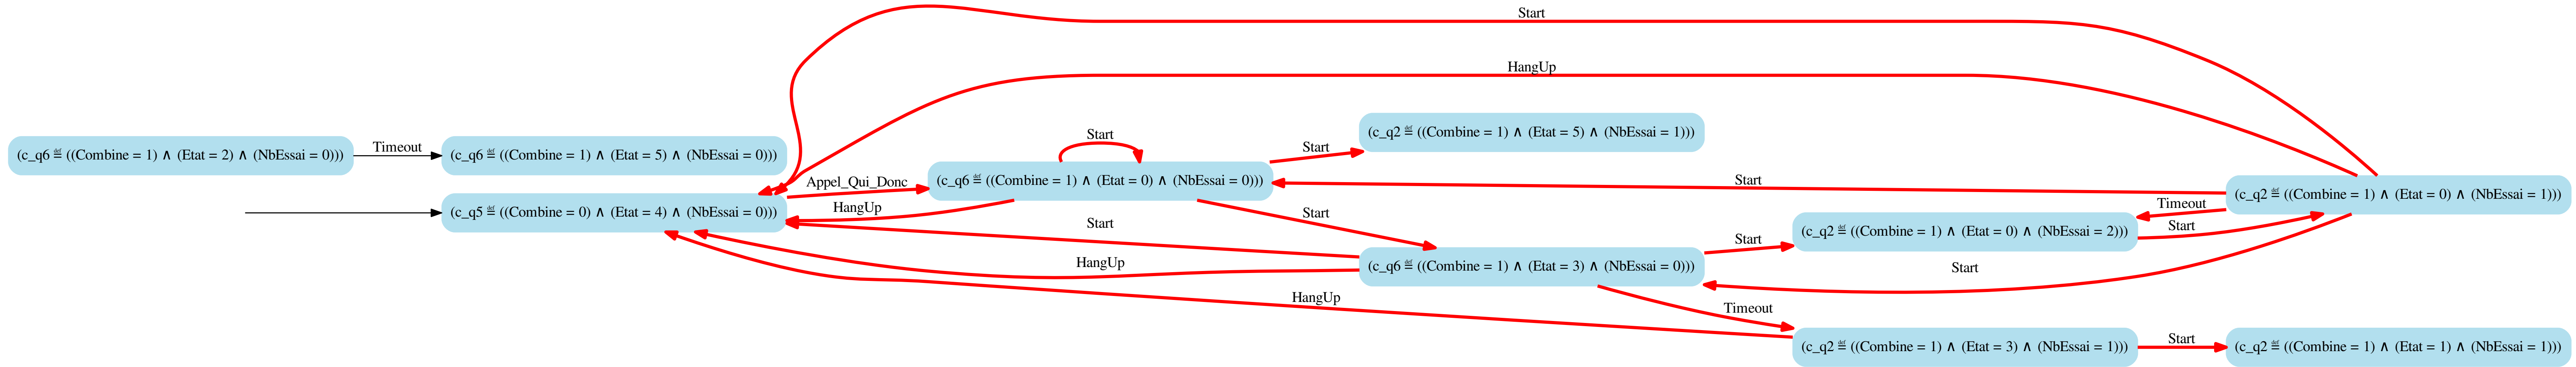 Start
HangUp
(c_q2 ≝ ((Combine = 1) ∧ (Etat = 5) ∧ (NbEssai = 1)))
Start
Start
(c_q6 ≝ ((Combine = 1) ∧ (Etat = 2) ∧ (NbEssai = 0)))
Timeout
(c_q6 ≝ ((Combine = 1) ∧ (Etat = 5) ∧ (NbEssai = 0)))
Appel_Qui_Donc
(c_q6 ≝ ((Combine = 1) ∧ (Etat = 0) ∧ (NbEssai = 0)))
Start
(c_q2 ≝ ((Combine = 1) ∧ (Etat = 0) ∧ (NbEssai = 1)))
Timeout
HangUp
(c_q5 ≝ ((Combine = 0) ∧ (Etat = 4) ∧ (NbEssai = 0)))
Start
Start
Start
(c_q2 ≝ ((Combine = 1) ∧ (Etat = 0) ∧ (NbEssai = 2)))
Start
HangUp
(c_q6 ≝ ((Combine = 1) ∧ (Etat = 3) ∧ (NbEssai = 0)))
Start
Start
HangUp
Timeout
(c_q2 ≝ ((Combine = 1) ∧ (Etat = 3) ∧ (NbEssai = 1)))
Start
(c_q2 ≝ ((Combine = 1) ∧ (Etat = 1) ∧ (NbEssai = 1)))